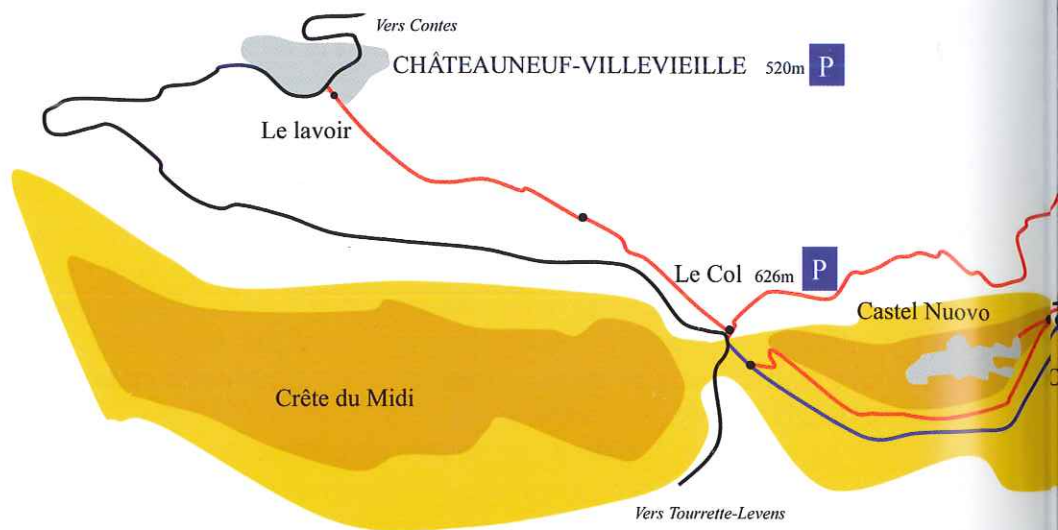 Vers Contes
CHÂTEAUNEUF-VILLEVIEILLE 520m P
Le lavoir
Le Col 626m P
Castel Nuovo
Crête du Midi
Vers Tourrette-Levens